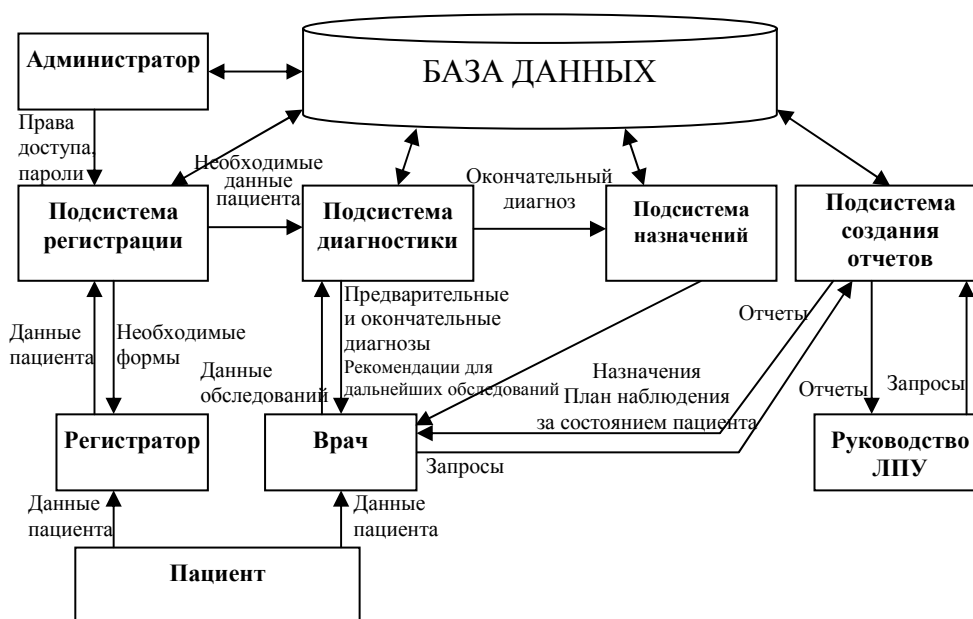 Администратор
БАЗА ДАННЫХ
Права
доступа,
пароли
Необходимые
данные
пациента
Окончательный
диагноз
Подсистема
регистрации
Подсистема
диагностики
Подсистема
назначений
Подсистема
создания
отчетов
Данные
пациента
Необходимые
формы
Данные
обследований
Предварительные
и окончательные
диагнозы
Рекомендации для
дальнейших обследований
Назначения
План наблюдения
за состоянием пациента
Отчеты
Отчеты
Запросы
Регистратор
Врач
Запросы
Руководство
ЛПУ
Данные
пациента
Данные
пациента
Пациент